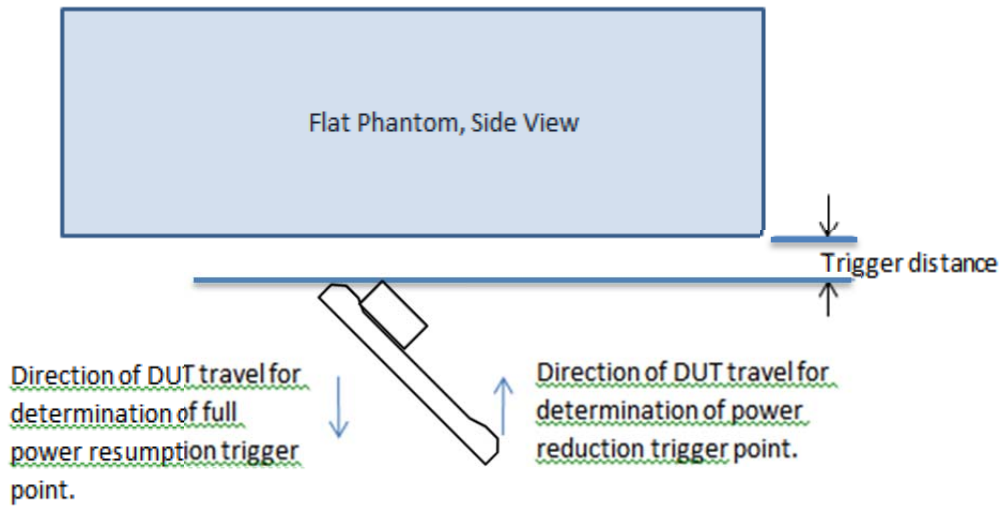 Flat Phantom, Side View
Trigger distance
Direction of DUT travel for
determination of full
power resumption trigger
point.
Direction of DUT travel for
determination of power
reduction trigger point.